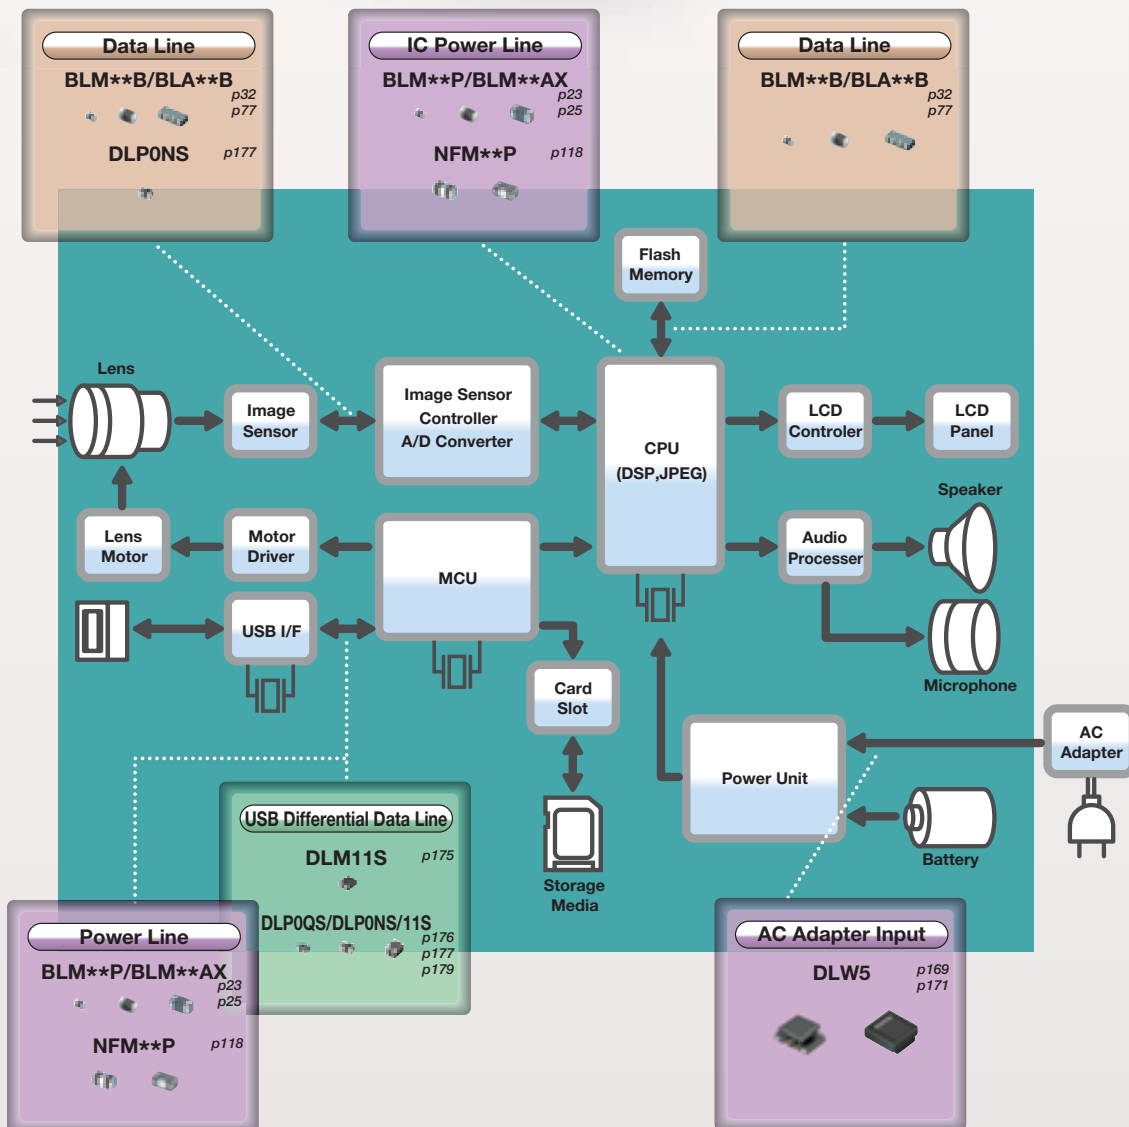 Data Line
BLM**B/BLA**B
p32
p77
DLP0NS
p177
IC Power Line
BLM**P/BLM**AX
p23
p25
NFM**P
p118
Data Line
BLM**B/BLA**B
p32
p77
Flash
Memory
Lens
Image
Sensor
Image Sensor
Controller
A/D Converter
CPU
(DSP,JPEG)
LCD
Controler
LCD
Panel
Speaker
Lens
Motor
Motor
Driver
MCU
Audio
Processer
USB I/F
Microphone
Card
Slot
AC
Adapter
Power Unit
Battery
Storage
Media
USB Differential Data Line
DLM11S
p175
DLP0QS/DLP0NS/11S
p176
p177
p179
Power Line
BLM**P/BLM**AX
p23
p25
NFM**P
p118
AC Adapter Input
DLW5
p169
p171